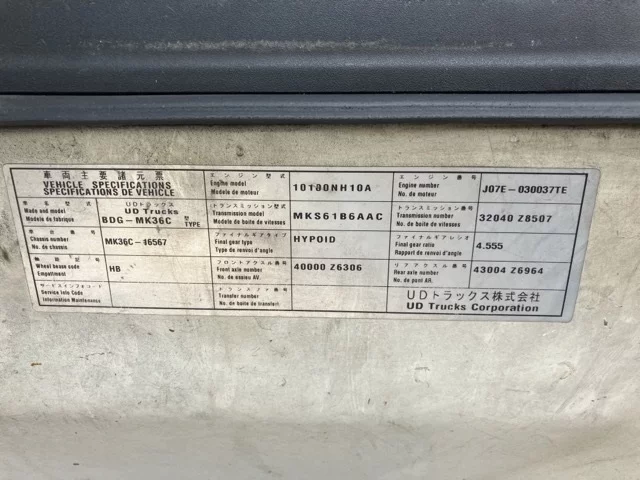 車両主要諸元票
VEHICLE SPECIFICATIONS
SPECIFICATIONS DE VEHICLE
車名型式
Made and model
Modele de fabrique
UDトラックス
UD Trucks
BDG-MK36C 型 TYPE
車台番号
Chassis number
No. de chassis
MK36C-16567
軸距記号
Wheel base code
Empattement
HB
サービスインフォコード
Service Info Code
Information Maintenance
エンジン型式
Engine model
Modele de moteur
10100NH10A
トランスミッション型式
Transmission model
Modele de boite de vitesses
MKS61B6AAC
ファイナルギアタイプ
Final gear type
Type de renvoi d'angle
HYPOID
フロントアクスル番号
Front axle number
No. de essieu AV.
40000 Z6306
トランスファ番号
Transfer number
No. de boite de transfert
エンジン番号
Engine number
No. de moteur
J07E-030037TE
トランスミッション番号
Transmission number
No. de boite de vitesses
32040 Z8507
ファイナルギアレシオ
Final gear ratio
Rapport de renvoi d'angle
4.555
リアアクスル番号
Rear axle number
No. de pont AR.
43004 Z6964
UDトラックス株式会社
UD Trucks Corporation